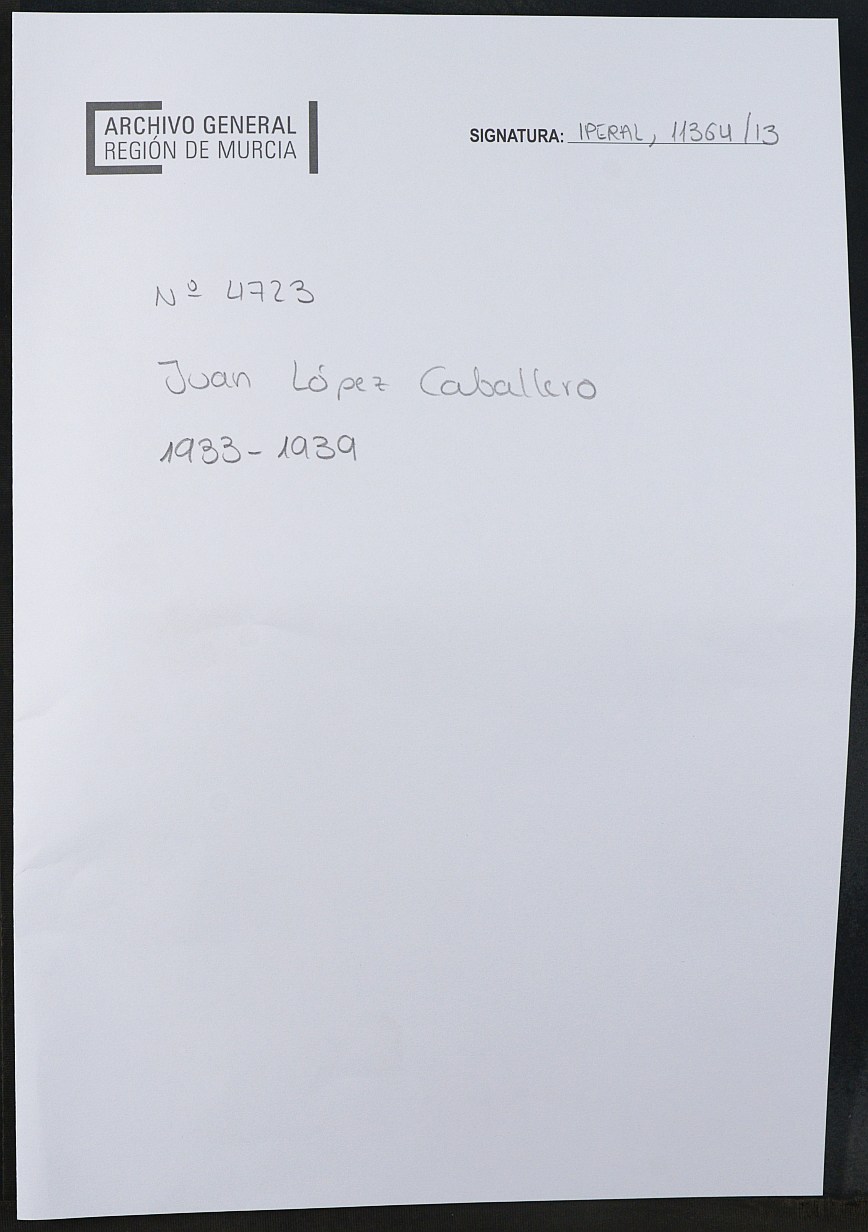 ARCHIVO GENERAL
REGIÓN DE MURCIA
SIGNATURA: IPERAL, 11364/13
Nº 4723
Juan López Caballero
1933-1939